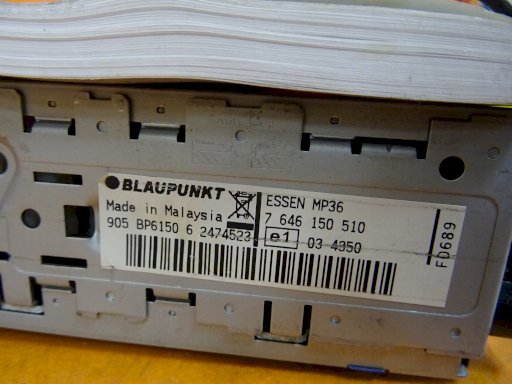 BLAUPUNKT
ESSEN MP36
Made in Malaysia
7 646 150 510
905 BP6150 6 2474523
e1 03 4350
FD689